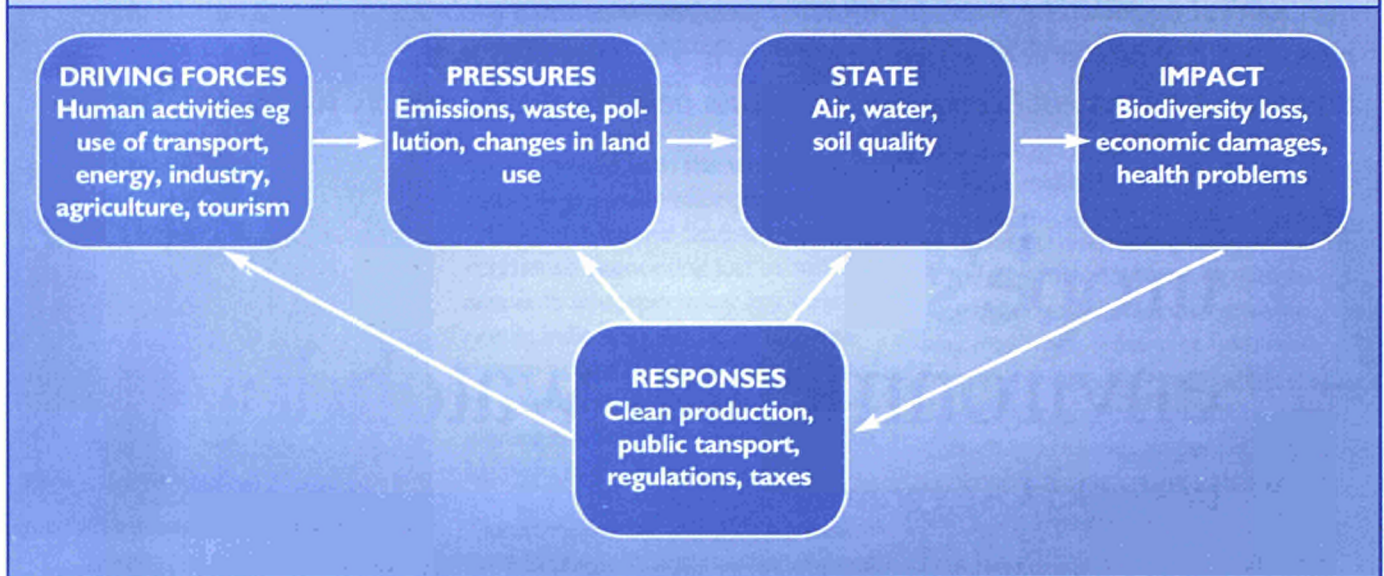 DRIVING FORCES
Human activities eg
use of transport,
energy, industry,
agriculture, tourism
PRESSURES
Emissions, waste, pol-
lution, changes in land
use
STATE
Air, water,
soil quality
IMPACT
Biodiversity loss,
economic damages,
health problems
RESPONSES
Clean production,
public tansport,
regulations, taxes